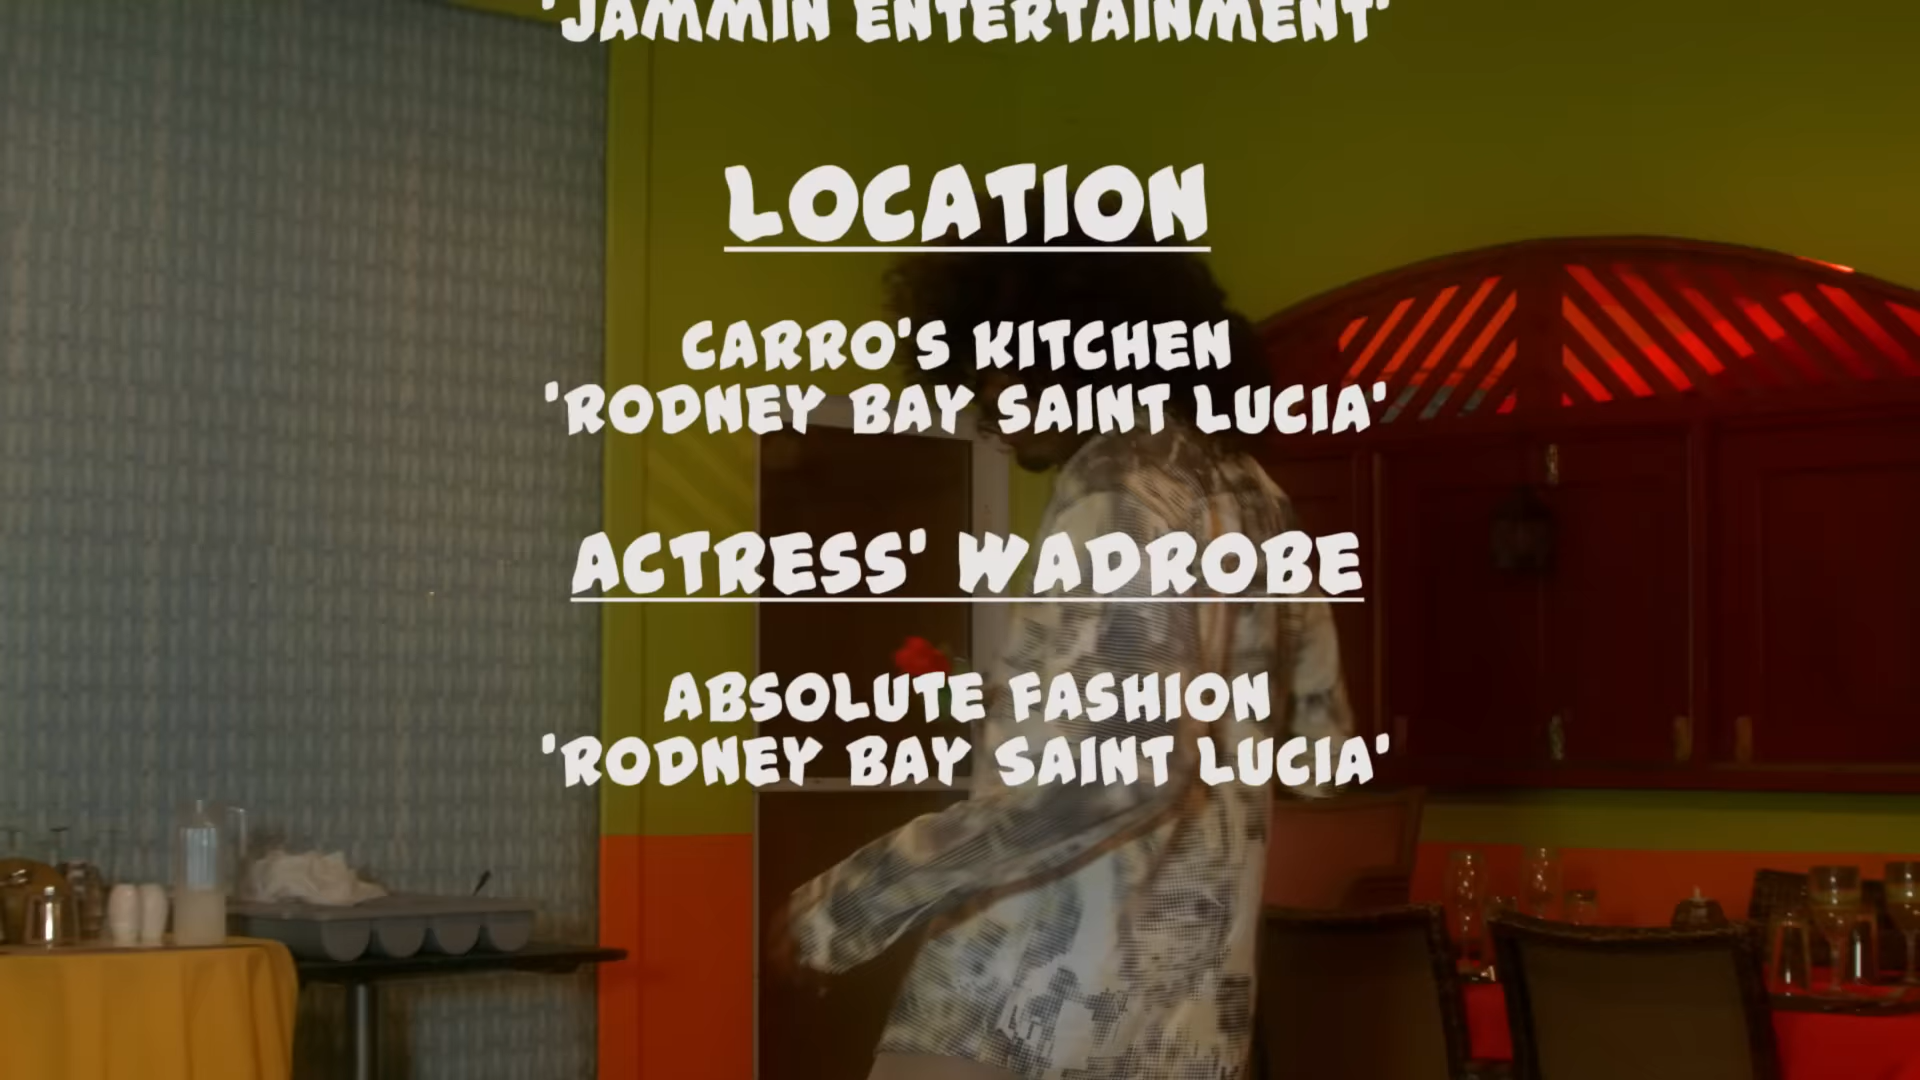 'JAMMIN ENTERTAINMENT'
LOCATION
CARRO'S KITCHEN
'RODNEY BAY SAINT LUCIA'
ACTRESS' WADROBE
ABSOLUTE FASHION
'RODNEY BAY SAINT LUCIA'